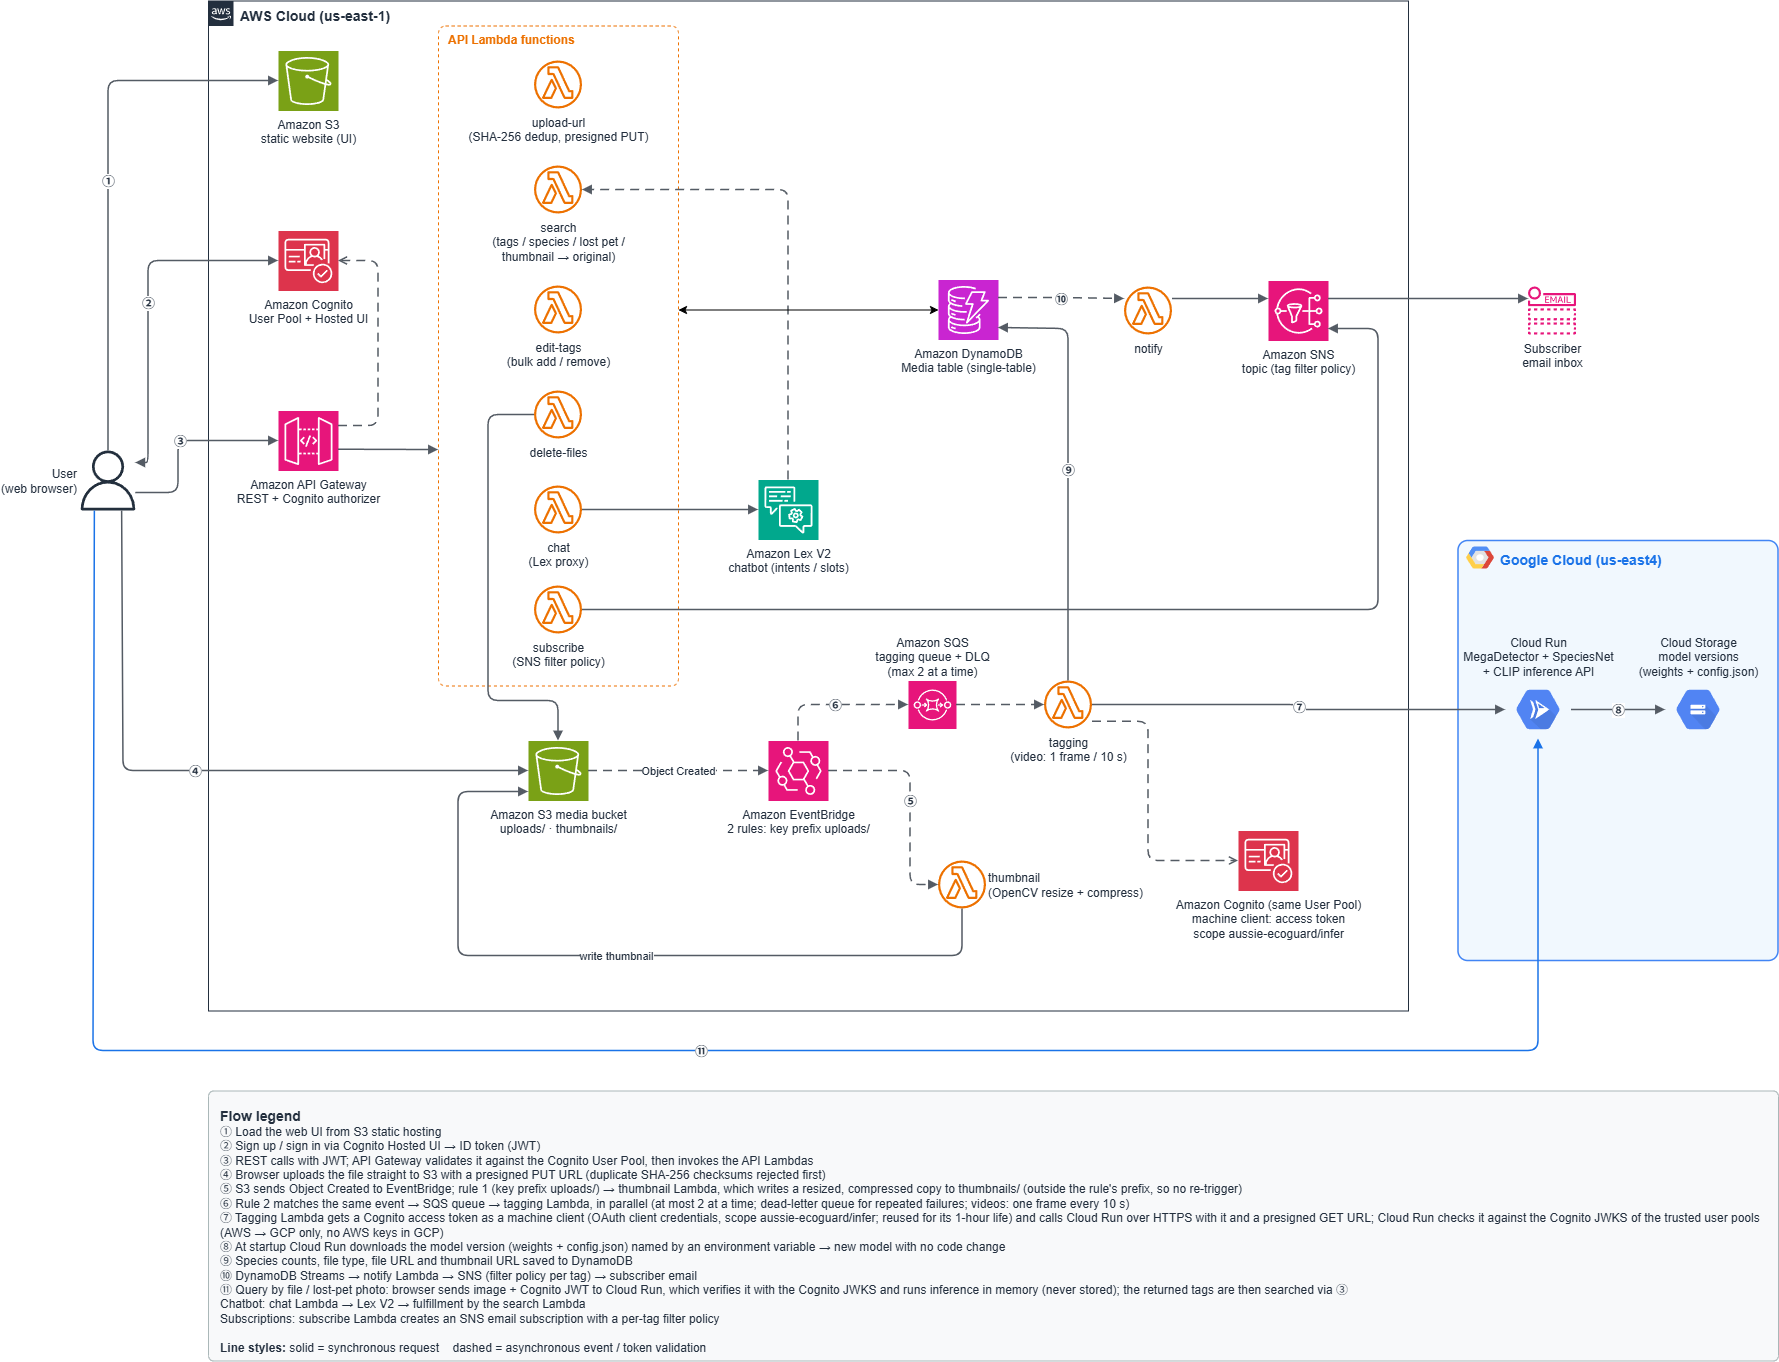 aws
AWS Cloud (us-east-1)
API Lambda functions
Amazon S3
static website (UI)
upload-url
(SHA-256 dedup, presigned PUT)
①
search
(tags / species / lost pet /
thumbnail → original)
②
Amazon Cognito
User Pool + Hosted UI
edit-tags
(bulk add / remove)
Amazon DynamoDB
Media table (single-table)
⑩
notify
Amazon SNS
topic (tag filter policy)
EMAIL
Subscriber
email inbox
③
User
(web browser)
Amazon API Gateway
REST + Cognito authorizer
delete-files
⑨
chat
(Lex proxy)
Amazon Lex V2
chatbot (intents / slots)
Google Cloud (us-east4)
subscribe
(SNS filter policy)
Amazon SQS
tagging queue + DLQ
(max 2 at a time)
Cloud Run
MegaDetector + SpeciesNet
+ CLIP inference API
Cloud Storage
model versions
(weights + config.json)
⑥
⑦
⑧
tagging
(video: 1 frame / 10 s)
④
Object Created
⑤
Amazon S3 media bucket
uploads/ · thumbnails/
Amazon EventBridge
2 rules: key prefix uploads/
thumbnail
(OpenCV resize + compress)
Amazon Cognito (same User Pool)
machine client: access token
scope aussie-ecoguard/infer
write thumbnail
⑪
Flow legend
① Load the web UI from S3 static hosting
② Sign up / sign in via Cognito Hosted UI → ID token (JWT)
③ REST calls with JWT; API Gateway validates it against the Cognito User Pool, then invokes the API Lambdas
④ Browser uploads the file straight to S3 with a presigned PUT URL (duplicate SHA-256 checksums rejected first)
⑤ S3 sends Object Created to EventBridge; rule 1 (key prefix uploads/) → thumbnail Lambda, which writes a resized, compressed copy to thumbnails/ (outside the rule's prefix, so no re-trigger)
⑥ Rule 2 matches the same event → SQS queue → tagging Lambda, in parallel (at most 2 at a time; dead-letter queue for repeated failures; videos: one frame every 10 s)
⑦ Tagging Lambda gets a Cognito access token as a machine client (OAuth client credentials, scope aussie-ecoguard/infer; reused for its 1-hour life) and calls Cloud Run over HTTPS with it and a presigned GET URL; Cloud Run checks it against the Cognito JWKS of the trusted user pools
(AWS → GCP only, no AWS keys in GCP)
⑧ At startup Cloud Run downloads the model version (weights + config.json) named by an environment variable → new model with no code change
⑨ Species counts, file type, file URL and thumbnail URL saved to DynamoDB
⑩ DynamoDB Streams → notify Lambda → SNS (filter policy per tag) → subscriber email
⑪ Query by file / lost-pet photo: browser sends image + Cognito JWT to Cloud Run, which verifies it with the Cognito JWKS and runs inference in memory (never stored); the returned tags are then searched via ③
Chatbot: chat Lambda → Lex V2 → fulfillment by the search Lambda
Subscriptions: subscribe Lambda creates an SNS email subscription with a per-tag filter policy
Line styles: solid = synchronous request    dashed = asynchronous event / token validation